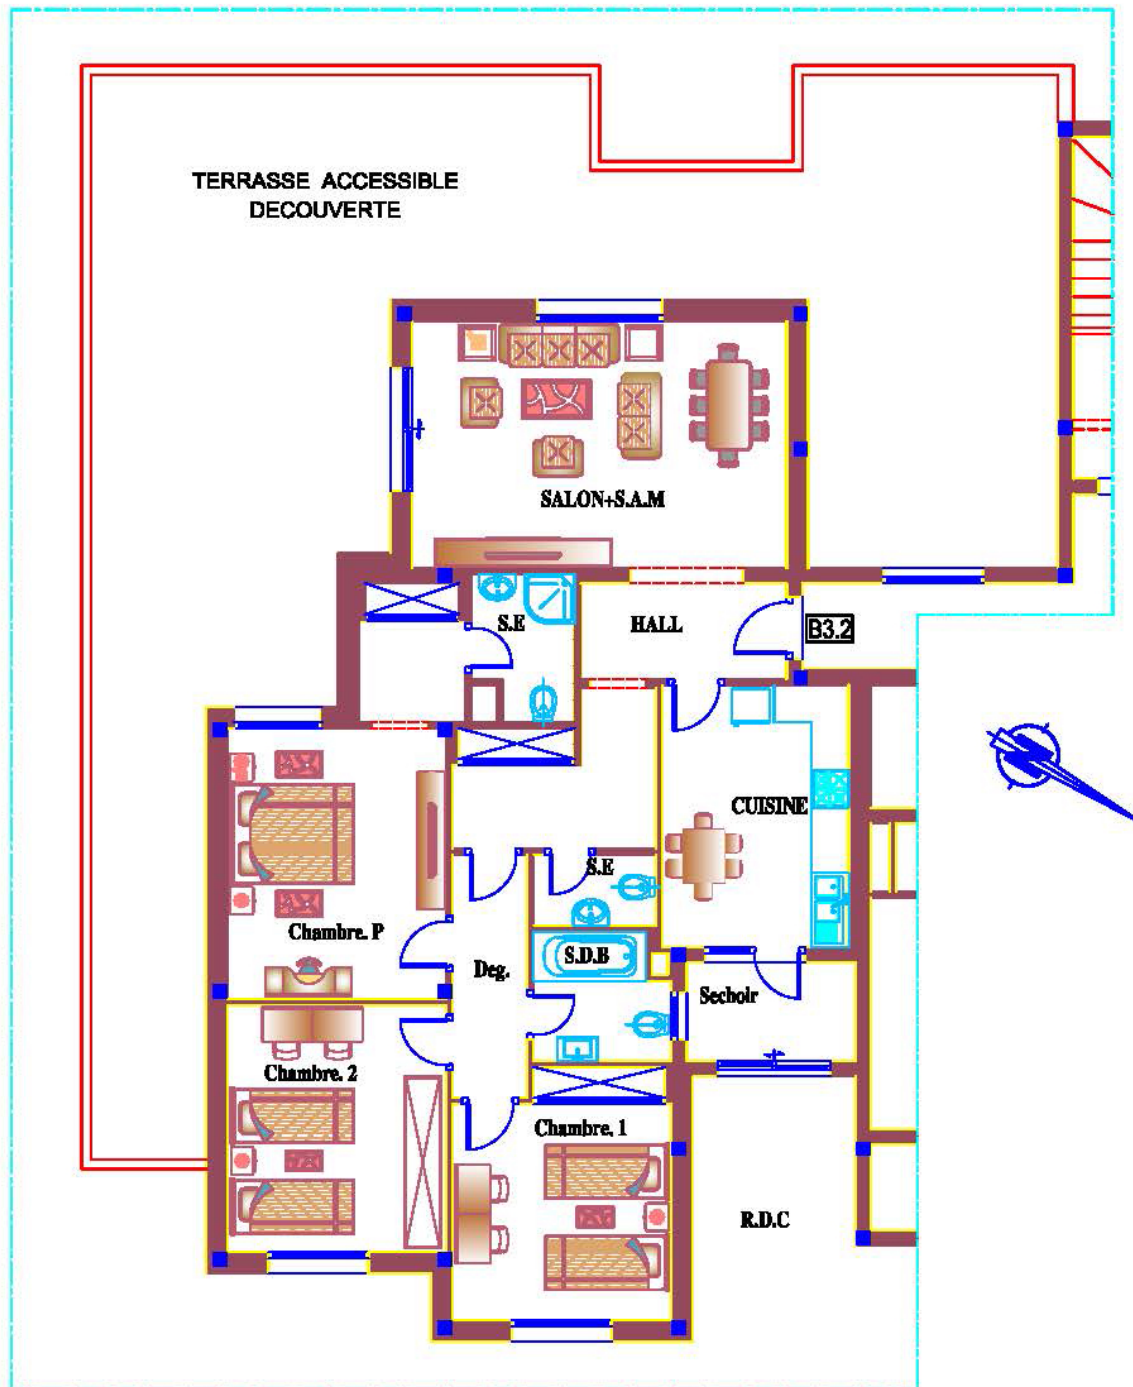 TERRASSE ACCESSIBLE
DECOUVERTE
SALON+S.A.M
S.E
HALL
B3.2
CUISINE
S.E
Chambre. P
S.D.B
Deg.
Sechoir
Chambre. 2
Chambre. 1
R.D.C